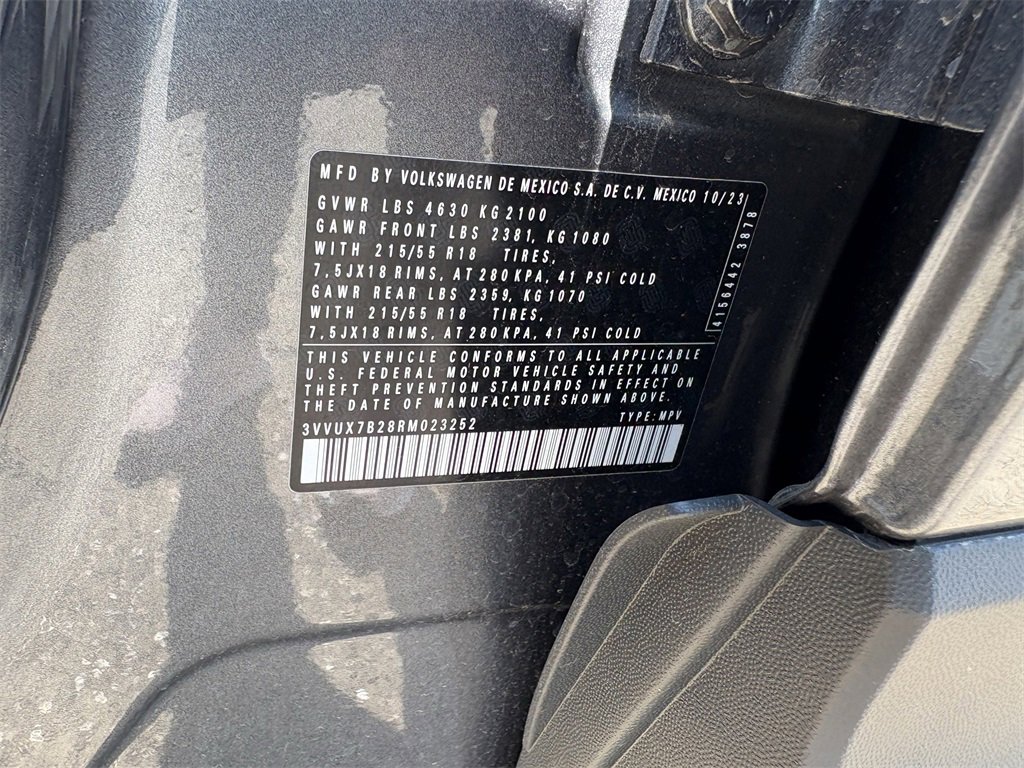 MFD BY VOLKSWAGEN DE MEXICO S.A. DE C.V. MEXICO 10/23
GVWR LBS 4630 KG 2100
GAWR FRONT LBS 2381, KG 1080
WITH 215/55 R18 TIRES,
7,5JX18 RIMS, AT 280 KPA, 41 PSI COLD
GAWR REAR LBS 2359, KG 1070
WITH 215/55 R18 TIRES,
7,5JX18 RIMS, AT 280 KPA, 41 PSI COLD
4156442 3878
THIS VEHICLE CONFORMS TO ALL APPLICABLE
U.S. FEDERAL MOTOR VEHICLE SAFETY AND
THEFT PREVENTION STANDARDS IN EFFECT ON
THE DATE OF MANUFACTURE SHOWN ABOVE.
3VVUX7B28RM023252 TYPE: MPV